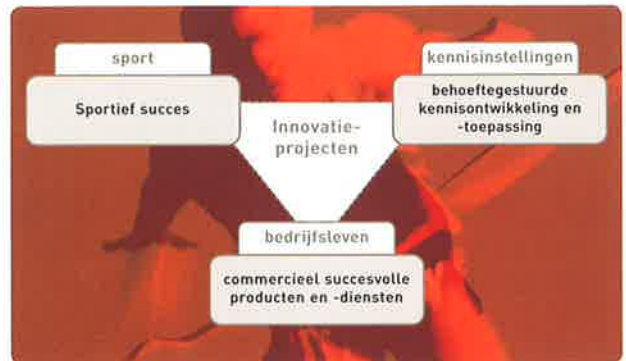 sport
Sportief succes
kennisinstellingen
behoeftegestuurde
kennisontwikkeling en
-toepassing
Innovatie-
projecten
bedrijfsleven
commercieel succesvolle
producten en -diensten